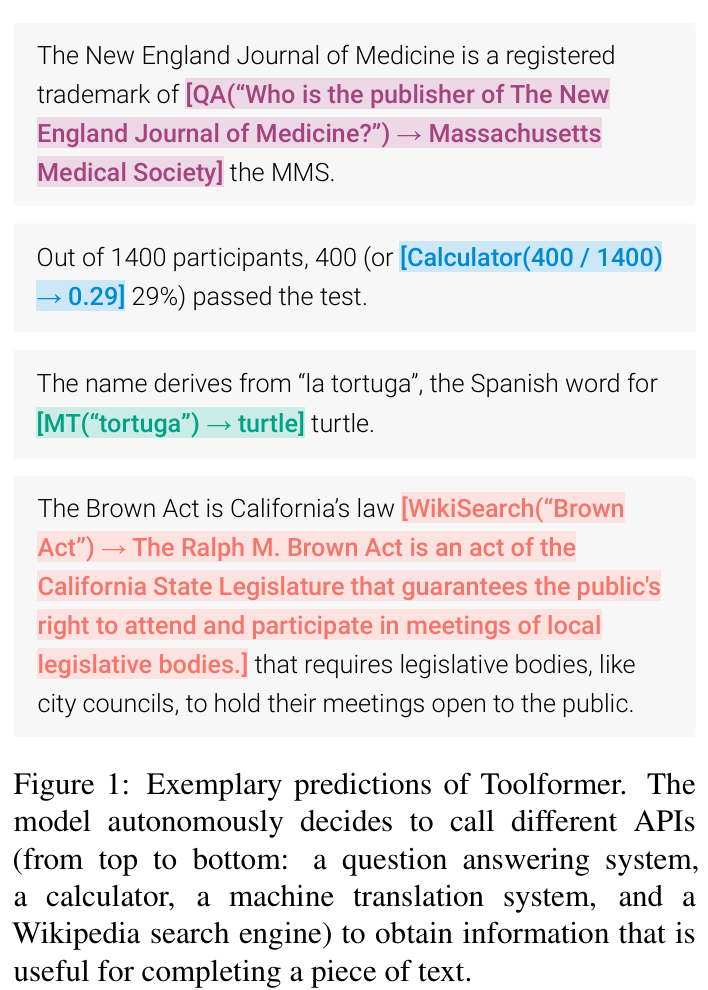 The New England Journal of Medicine is a registered
trademark of [QA(“Who is the publisher of The New
England Journal of Medicine?”) → Massachusetts
Medical Society] the MMS.
Out of 1400 participants, 400 (or [Calculator(400 / 1400)
→ 0.29] 29%) passed the test.
The name derives from “la tortuga”, the Spanish word for
[MT(“tortuga”) → turtle] turtle.
The Brown Act is California’s law [WikiSearch(“Brown
Act”) → The Ralph M. Brown Act is an act of the
California State Legislature that guarantees the public's
right to attend and participate in meetings of local
legislative bodies.] that requires legislative bodies, like
city councils, to hold their meetings open to the public.
Figure 1: Exemplary predictions of Toolformer. The
model autonomously decides to call different APIs
(from top to bottom: a question answering system,
a calculator, a machine translation system, and a
Wikipedia search engine) to obtain information that is
useful for completing a piece of text.